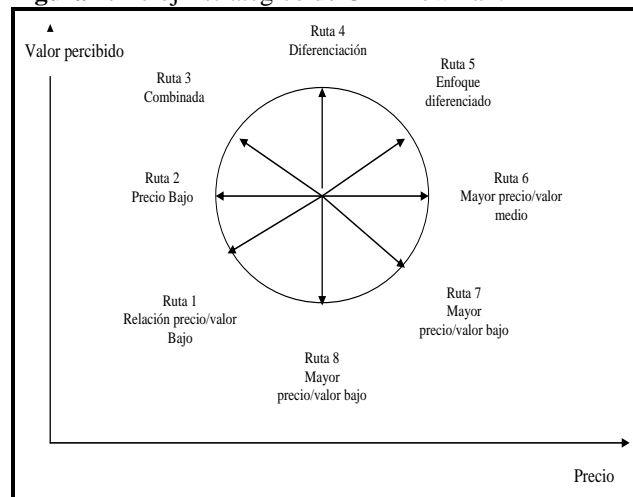 Valor percibido
Ruta 4
Diferenciación
Ruta 3
Combinada
Ruta 5
Enfoque
diferenciado
Ruta 2
Precio Bajo
Ruta 6
Mayor precio/valor
medio
Ruta 1
Relación precio/valor
Bajo
Ruta 7
Mayor
precio/valor bajo
Ruta 8
Mayor
precio/valor bajo
Precio